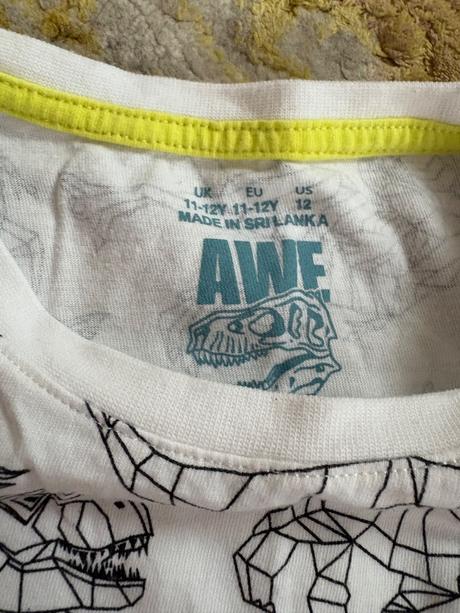 UK EU US
11-12Y 11-12Y 12
MADE IN SRI LANKA
AWE